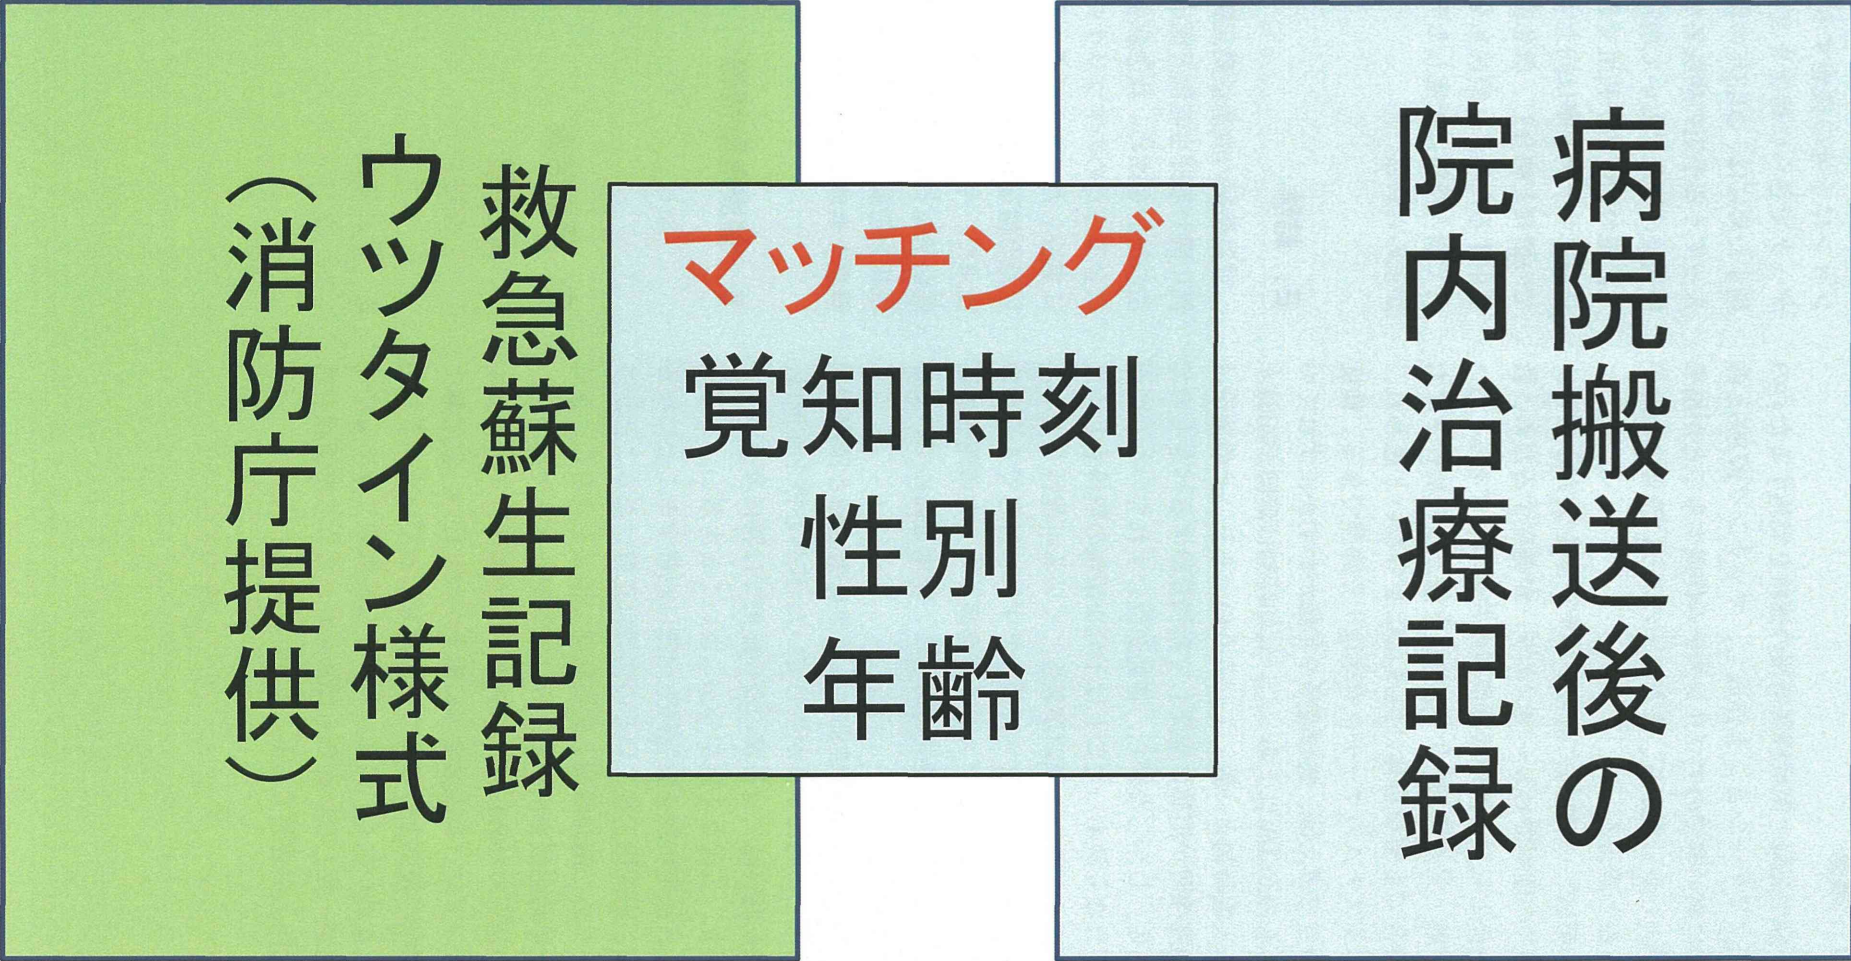 救急蘇生記録
ウツタイン様式
（消防庁提供）
マッチング
覚知時刻
性別
年齢
病院搬送後の
院内治療記録